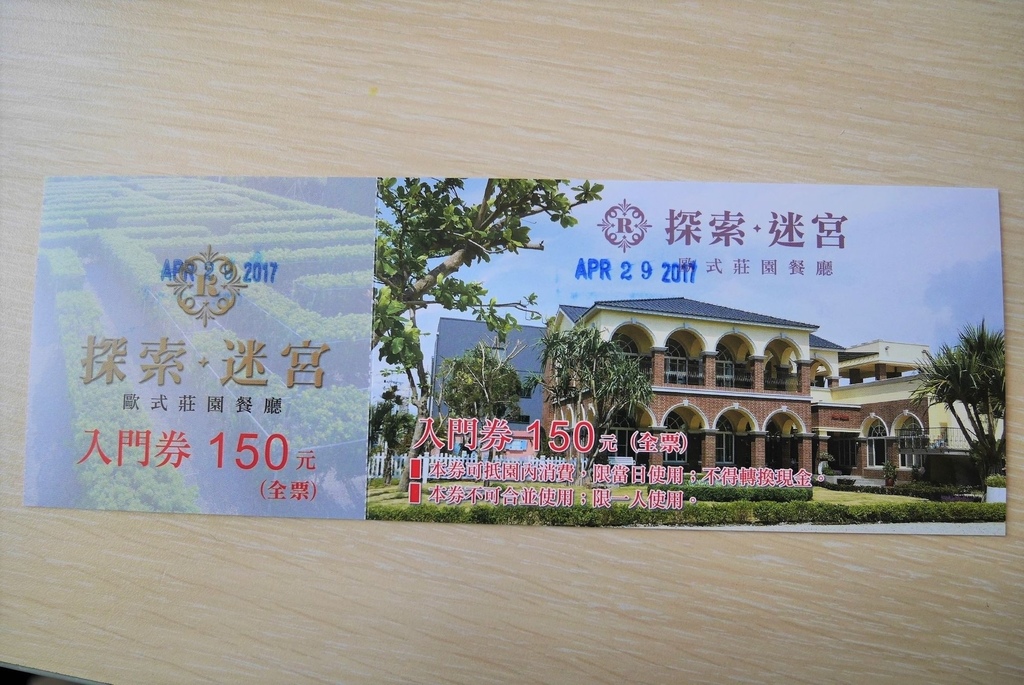 APR 29 2017
R
探索·迷宮
歐式莊園餐廳
入門券 150元
(全票)
R 探索·迷宮
歐式莊園餐廳
APR 29 2017
入門券 150元 (全票)
本券可抵園內消費；限當日使用；不得轉換現金。
本券不可合並使用；限一人使用。